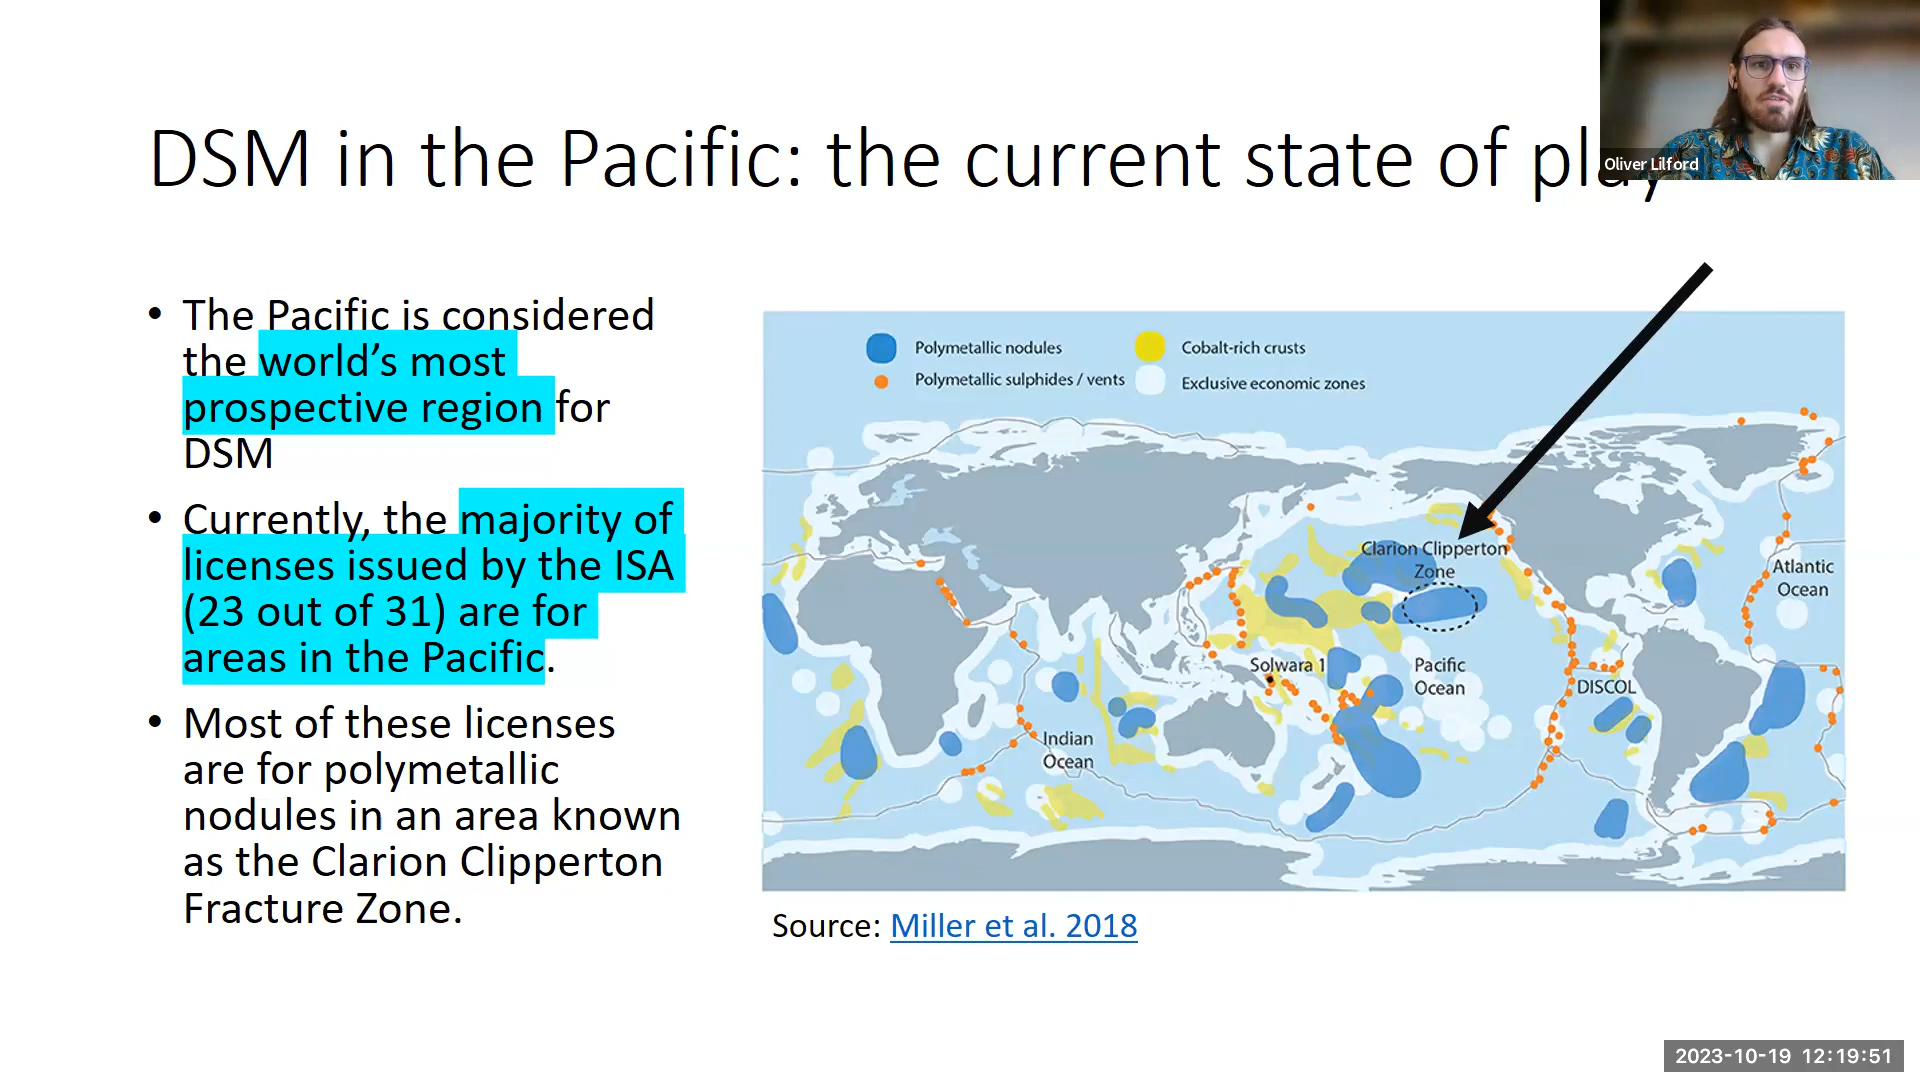 DSM in the Pacific: the current state of play
Oliver Lilford
• The Pacific is considered
the world’s most
prospective region for
DSM
• Currently, the majority of
licenses issued by the ISA
(23 out of 31) are for
areas in the Pacific.
• Most of these licenses
are for polymetallic
nodules in an area known
as the Clarion Clipperton
Fracture Zone.
Polymetallic nodules
Cobalt-rich crusts
Polymetallic sulphides / vents
Exclusive economic zones
Clarion Clipperton
Zone
Atlantic
Ocean
Solwara 1
Pacific
Ocean
DISCOL
Indian
Ocean
Source: Miller et al. 2018
2023-10-19 12:19:51